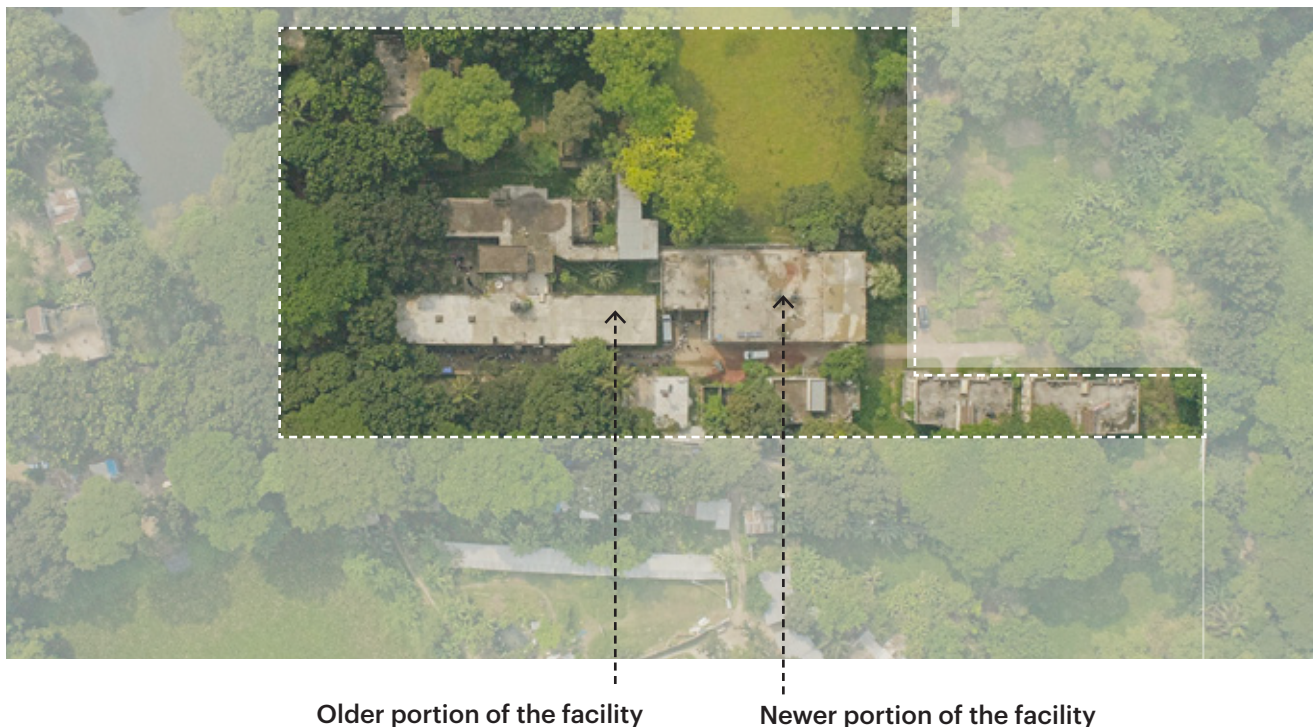 Older portion of the facility
Newer portion of the facility